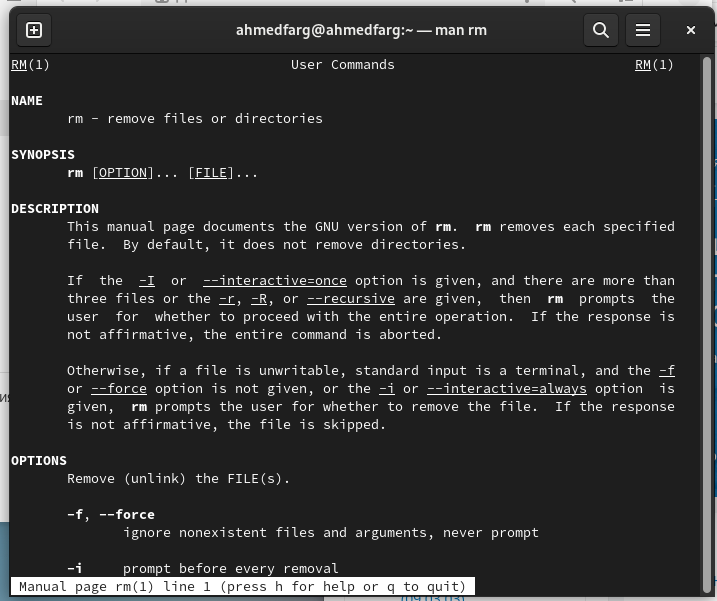 ahmedfarg@ahmedfarg:~ — man rm
RM(1) User Commands RM(1)
NAME
rm - remove files or directories
SYNOPSIS
rm [OPTION]... [FILE]...
DESCRIPTION
This manual page documents the GNU version of rm. rm removes each specified
file. By default, it does not remove directories.
If the -I or --interactive=once option is given, and there are more than
three files or the -r, -R, or --recursive are given, then rm prompts the
user for whether to proceed with the entire operation. If the response is
not affirmative, the entire command is aborted.
Otherwise, if a file is unwritable, standard input is a terminal, and the -f
or --force option is not given, or the -i or --interactive=always option is
given, rm prompts the user for whether to remove the file. If the response
is not affirmative, the file is skipped.
OPTIONS
Remove (unlink) the FILE(s).
-f, --force
ignore nonexistent files and arguments, never prompt
-i prompt before every removal
Manual page rm(1) line 1 (press h for help or q to quit)